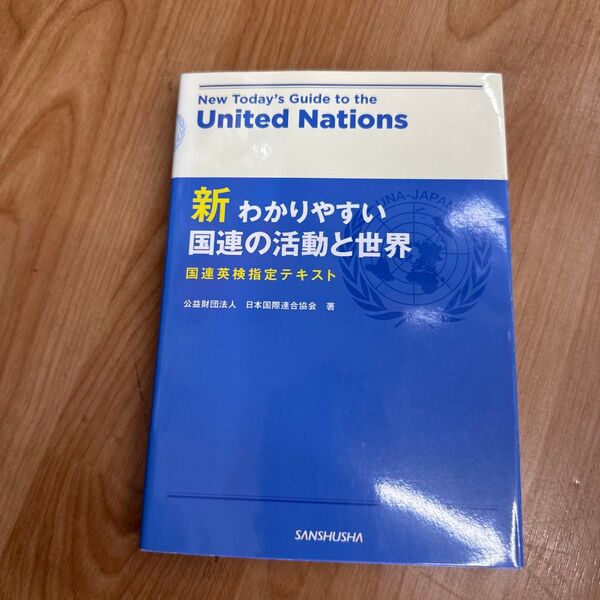 New Today's Guide to the
United Nations
新 わかりやすい
国連の活動と世界
国連英検指定テキスト
公益財団法人 日本国際連合協会 著
UNA-JAPAN
SANSHUSHA